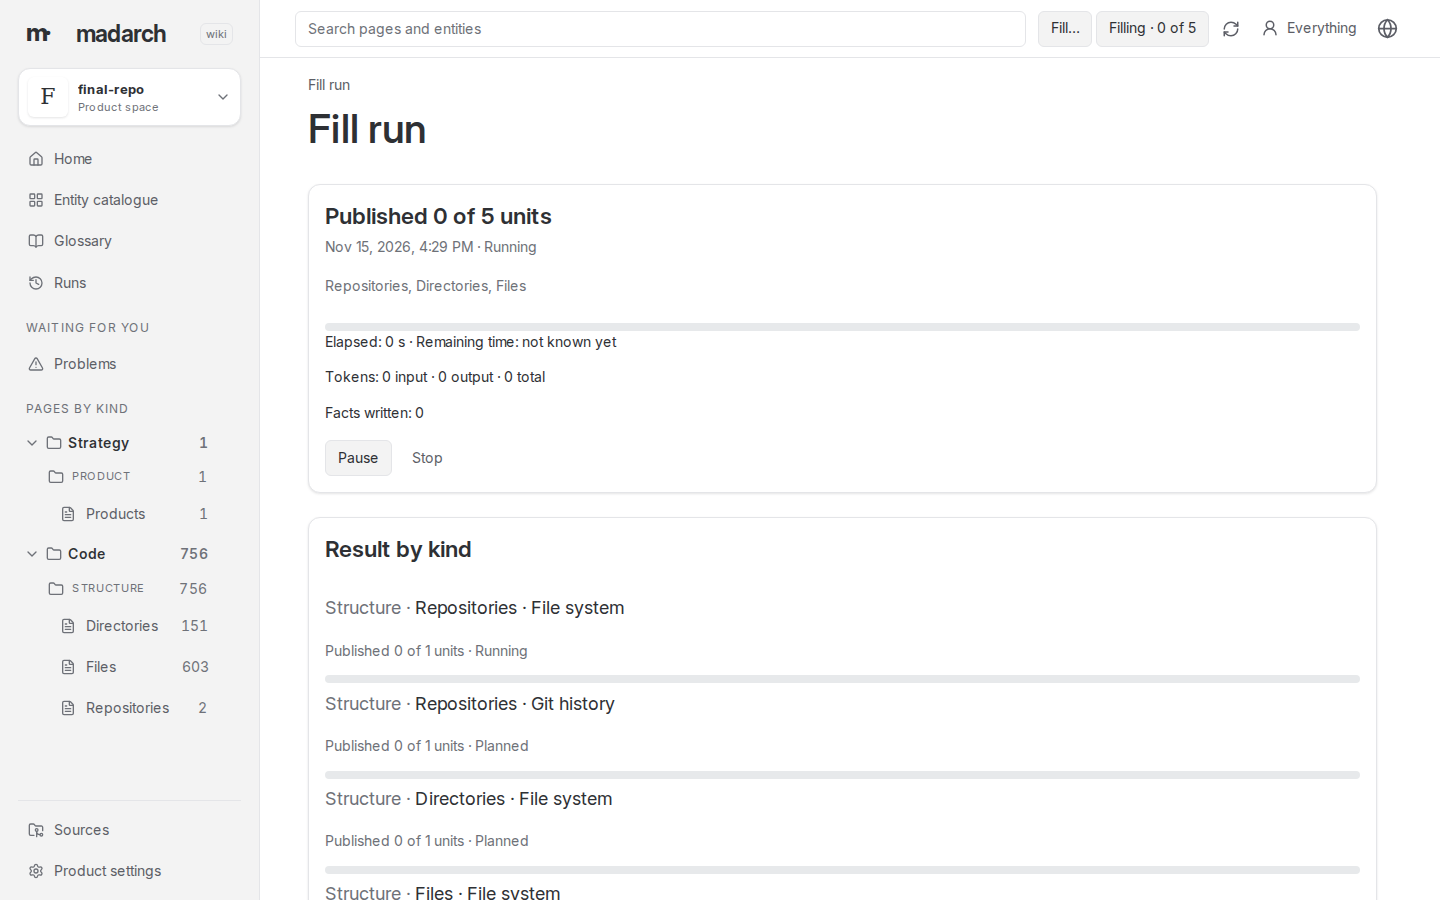 m madarch wiki
F final-repo
Product space
Home
Entity catalogue
Glossary
Runs
WAITING FOR YOU
Problems
PAGES BY KIND
Strategy 1
PRODUCT 1
Products 1
Code 756
STRUCTURE 756
Directories 151
Files 603
Repositories 2
Sources
Product settings
Search pages and entities
Fill...
Filling · 0 of 5
Everything
Fill run
Fill run
Published 0 of 5 units
Nov 15, 2026, 4:29 PM · Running
Repositories, Directories, Files
Elapsed: 0 s · Remaining time: not known yet
Tokens: 0 input · 0 output · 0 total
Facts written: 0
Pause Stop
Result by kind
Structure · Repositories · File system
Published 0 of 1 units · Running
Structure · Repositories · Git history
Published 0 of 1 units · Planned
Structure · Directories · File system
Published 0 of 1 units · Planned
Structure · Files · File system